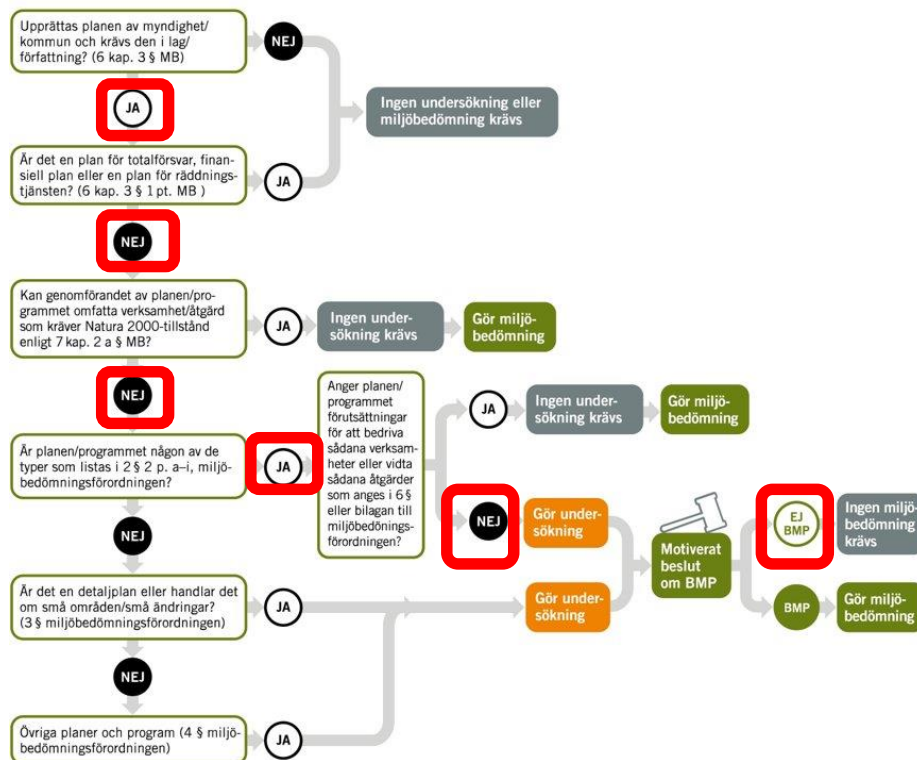 Upprättas planen av myndighet/
kommun och krävs den i lag/
författning? (6 kap. 3 § MB)
NEJ
JA
Ingen undersökning eller
miljöbedömning krävs
Är det en plan för totalförsvar, finan-
siell plan eller en plan för räddnings-
tjänsten? (6 kap. 3 § 1 pt. MB )
JA
NEJ
Kan genomförandet av planen/pro-
grammet omfatta verksamhet/åtgärd
som kräver Natura 2000-tillstånd
enligt 7 kap. 2 a § MB?
JA
Ingen under-
sökning krävs
Gör miljö-
bedömning
NEJ
Är planen/programmet någon av de
typer som listas i 2 § 2 p. a–i, miljö-
bedömningsförordningen?
JA
Anger planen/
programmet
förutsättningar
för att bedriva
sådana verksam-
heter eller vidta
sådana åtgärder
som anges i 6 §
eller bilagan till
miljöbedönings-
förordningen?
JA
Ingen under-
sökning krävs
Gör miljö-
bedömning
NEJ
Gör under-
sökning
Motiverat
beslut
om BMP
EJ
BMP
Ingen miljö-
bedömning
krävs
BMP
Gör miljö-
bedömning
NEJ
Är det en detaljplan eller handlar det
om små områden/små ändringar?
(3 § miljöbedömningsförordningen)
JA
Gör under-
sökning
NEJ
Övriga planer och program (4 § miljö-
bedömningsförordningen)
JA